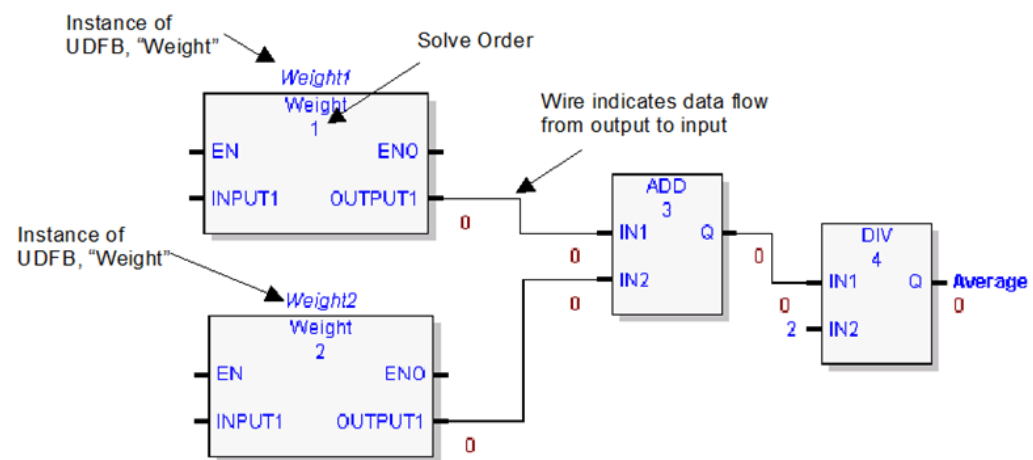 Instance of
UDFB, “Weight”
Solve Order
Weight1
Weight
1
EN ENO
INPUT1 OUTPUT1
0
Wire indicates data flow
from output to input
ADD
3
IN1 Q
IN2
0
0
0
DIV
4
IN1 Q
IN2
0
2
Average
0
Instance of
UDFB, “Weight”
Weight2
Weight
2
EN ENO
INPUT1 OUTPUT1
0